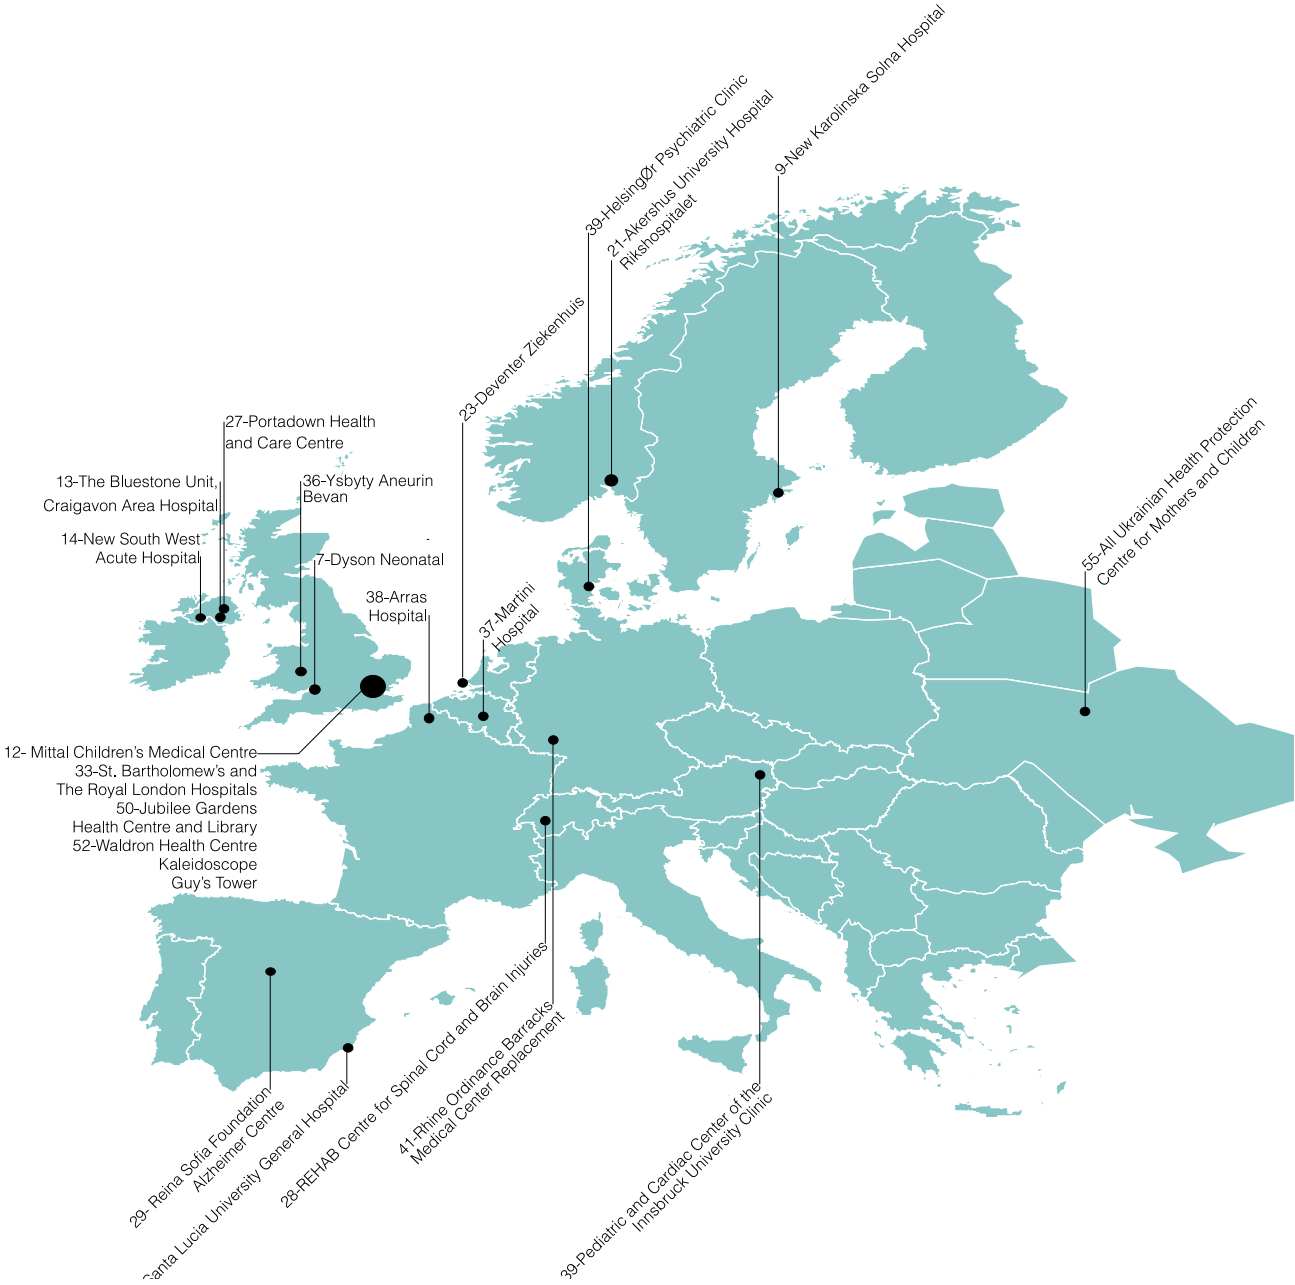 9-New Karolinska Solna Hospital
39-HelsingØr Psychiatric Clinic
21-Akershus University Hospital
Rikshospitalet
23-Deventer Ziekenhuis
27-Portadown Health
and Care Centre
13-The Bluestone Unit,
Craigavon Area Hospital
36-Ysbyty Aneurin
Bevan
14-New South West
Acute Hospital
7-Dyson Neonatal
38-Arras
Hospital
37-Martini
Hospital
55-All Ukrainian Health Protection
Centre for Mothers and Children
12- Mittal Children's Medical Centre
33-St. Bartholomew's and
The Royal London Hospitals
50-Jubilee Gardens
Health Centre and Library
52-Waldron Health Centre
Kaleidoscope
Guy's Tower
29- Reina Sofia Foundation
Alzheimer Centre
Santa Lucia University General Hospital
28-REHAB Centre for Spinal Cord and Brain Injuries
41-Rhine Ordinance Barracks
Medical Center Replacement
39-Pediatric and Cardiac Center of the
Innsbruck University Clinic